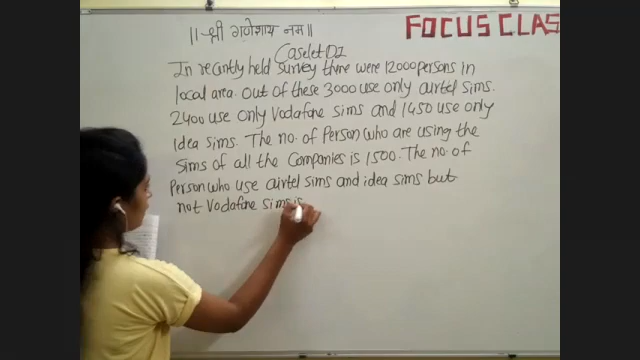 ॥श्री गणेशाय नमः॥
FOCUS CLAS
Caselet DI
In recently held survey there were 12000 persons in
local area. Out of these 3000 use only airtel sims.
2400 use only Vodafone sims and 1450 use only
Idea sims. The no. of Person who are using the
Sims of all the Companies is 1500. The no. of
Person who use airtel sims and idea sims but
not Vodafone sims is